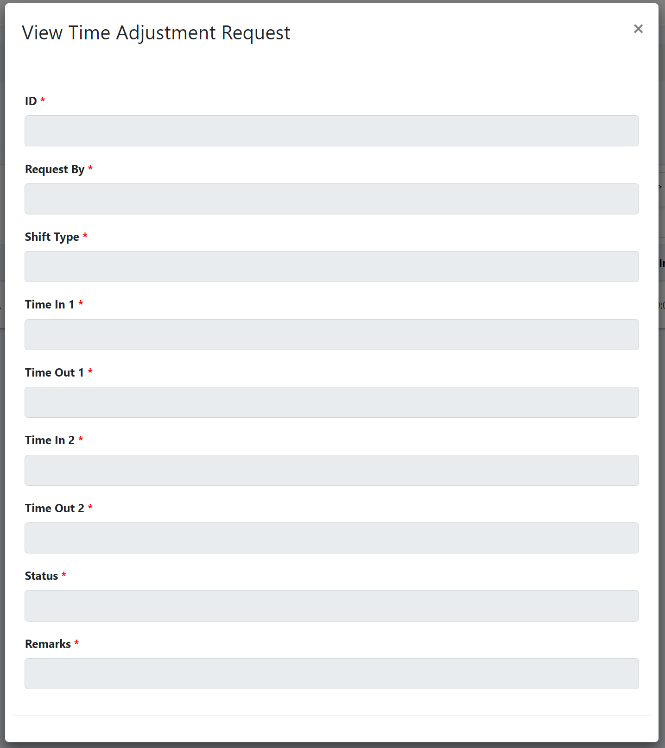 View Time Adjustment Request
×
ID *
Request By *
Shift Type *
Time In 1 *
Time Out 1 *
Time In 2 *
Time Out 2 *
Status *
Remarks *